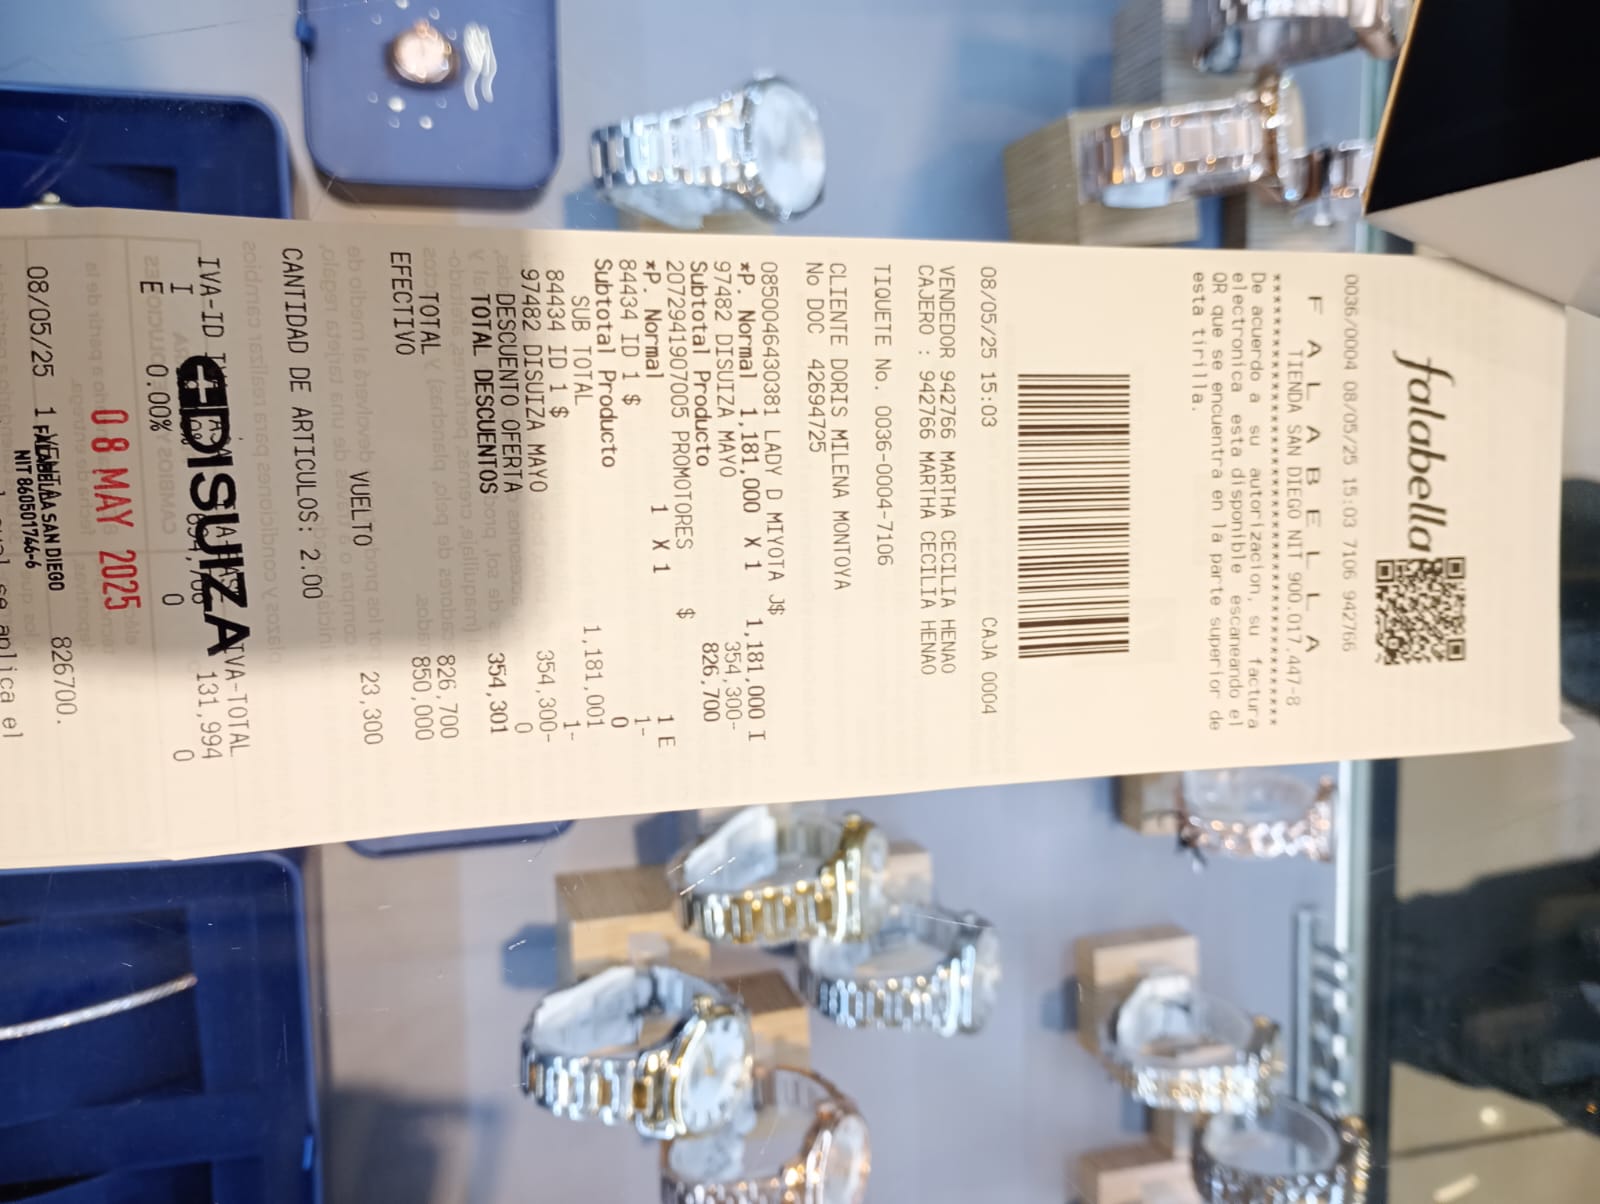 falabella
0036/0004 08/05/25 15:03 7106 942766
F A L A B E L L A
TIENDA SAN DIEGO NIT 900.017.447-8
****************************************
De acuerdo a su autorizacion, su factura
electronica esta disponible escaneando el
QR que se encuentra en la parte superior de
esta tirilla.
08/05/25 15:03 CAJA 0004
VENDEDOR 942766 MARTHA CECILIA HENAO
CAJERO : 942766 MARTHA CECILIA HENAO
TIQUETE No. 0036-0004-7106
CLIENTE DORIS MILENA MONTOYA
No DOC 42694725
0850046430381 LADY D MIYOTA J$
*P. Normal 1,181,000 X 1 1,181,000 I
97482 DISUIZA MAYO 354,300-
Subtotal Producto 826,700
2072941907005 PROMOTORES $
*P. Normal 1 X 1 1 E
84434 ID 1 $ 1-
Subtotal Producto 0
SUB TOTAL 1,181,001
84434 ID 1 $ 1-
97482 DISUIZA MAYO 354,300-
DESCUENTO OFERTA 0
TOTAL DESCUENTOS 354,301
TOTAL 826,700
EFECTIVO 850,000
VUELTO 23,300
CANTIDAD DE ARTICULOS: 2.00
IVA-ID IVA-TOTAL
I 131,994
E 0.00% 0 0
DISUIZA
08 MAY 2025
08/05/25 1 826700.
FALABELLA SAN DIEGO
NIT 860501746-6
se aplica el